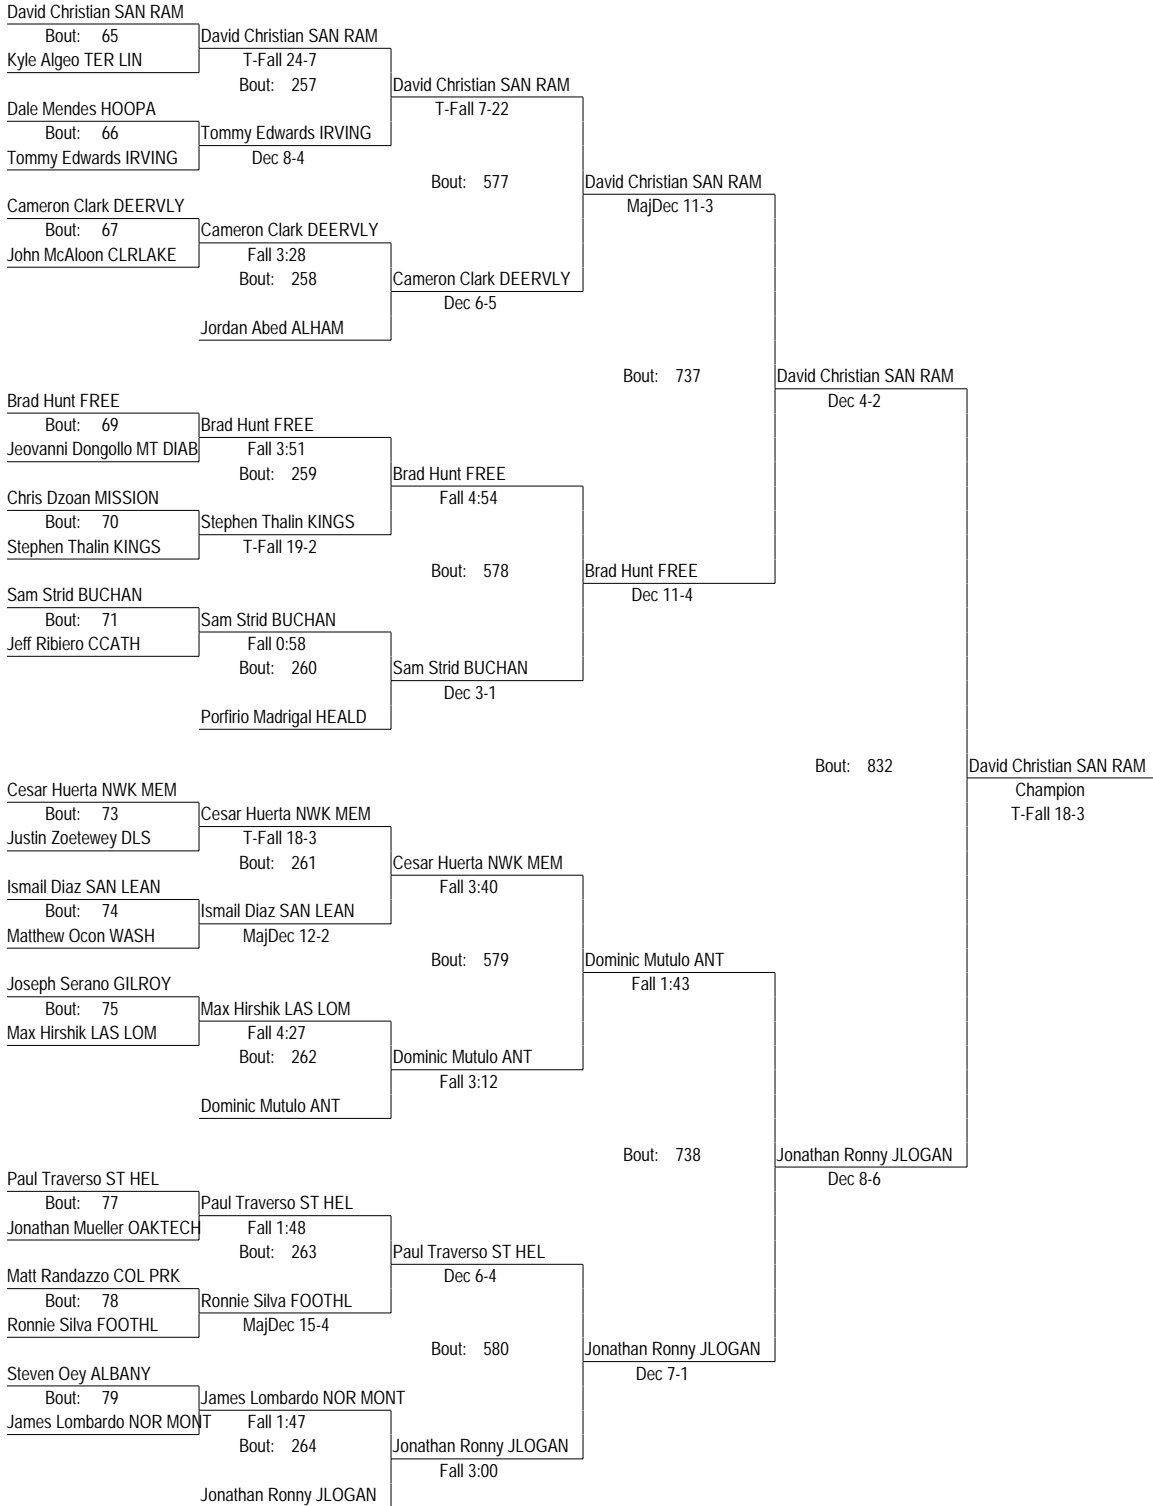 David Christian SAN RAM
Bout: 65
David Christian SAN RAM
Kyle Algeo TER LIN
T-Fall 24-7
Bout: 257
David Christian SAN RAM
Dale Mendes HOOPA
T-Fall 7-22
Bout: 66
Tommy Edwards IRVING
Tommy Edwards IRVING
Dec 8-4
Bout: 577
David Christian SAN RAM
Cameron Clark DEERVLY
MajDec 11-3
Bout: 67
Cameron Clark DEERVLY
John McAloon CLRLAKE
Fall 3:28
Bout: 258
Cameron Clark DEERVLY
Dec 6-5
Jordan Abed ALHAM
Bout: 737
David Christian SAN RAM
Brad Hunt FREE
Dec 4-2
Bout: 69
Brad Hunt FREE
Jeovanni Dongollo MT DIAB
Fall 3:51
Bout: 259
Brad Hunt FREE
Chris Dzoan MISSION
Fall 4:54
Bout: 70
Stephen Thalin KINGS
Stephen Thalin KINGS
T-Fall 19-2
Bout: 578
Brad Hunt FREE
Sam Strid BUCHAN
Dec 11-4
Bout: 71
Sam Strid BUCHAN
Jeff Ribiero CCATH
Fall 0:58
Bout: 260
Sam Strid BUCHAN
Dec 3-1
Porfirio Madrigal HEALD
Bout: 832
David Christian SAN RAM
Cesar Huerta NWK MEM
Champion
Bout: 73
Cesar Huerta NWK MEM
T-Fall 18-3
Justin Zoetewey DLS
T-Fall 18-3
Bout: 261
Cesar Huerta NWK MEM
Ismail Diaz SAN LEAN
Fall 3:40
Bout: 74
Ismail Diaz SAN LEAN
Matthew Ocon WASH
MajDec 12-2
Bout: 579
Dominic Mutulo ANT
Joseph Serano GILROY
Fall 1:43
Bout: 75
Max Hirshik LAS LOM
Max Hirshik LAS LOM
Fall 4:27
Bout: 262
Dominic Mutulo ANT
Fall 3:12
Dominic Mutulo ANT
Bout: 738
Jonathan Ronny JLOGAN
Paul Traverso ST HEL
Dec 8-6
Bout: 77
Paul Traverso ST HEL
Jonathan Mueller OAKTECH
Fall 1:48
Bout: 263
Paul Traverso ST HEL
Matt Randazzo COL PRK
Dec 6-4
Bout: 78
Ronnie Silva FOOTHL
Ronnie Silva FOOTHL
MajDec 15-4
Bout: 580
Jonathan Ronny JLOGAN
Steven Oey ALBANY
Dec 7-1
Bout: 79
James Lombardo NOR MONT
James Lombardo NOR MONT
Fall 1:47
Bout: 264
Jonathan Ronny JLOGAN
Fall 3:00
Jonathan Ronny JLOGAN